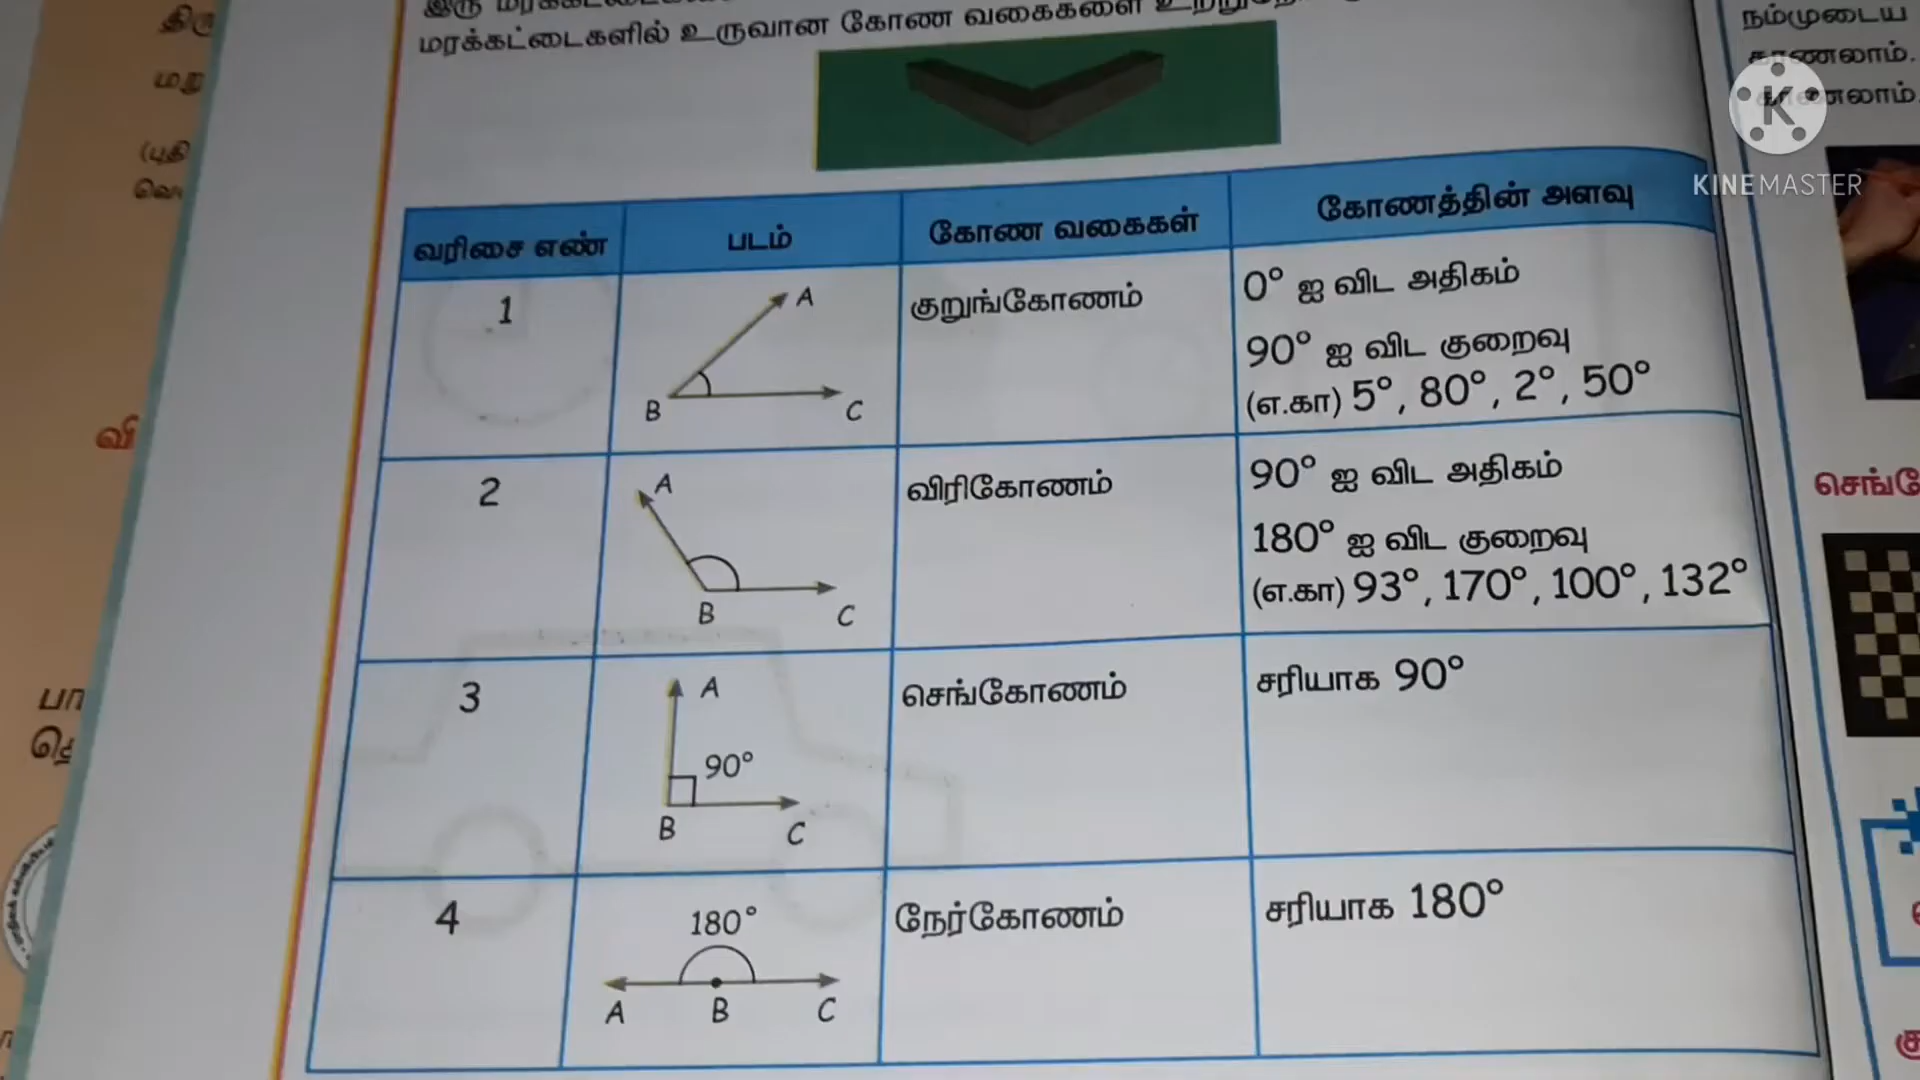 மரக்கட்டைகளில் உருவான கோண வகைகளை
வரிசை எண் படம் கோண வகைகள் கோணத்தின் அளவு
1 A B C குறுங்கோணம் 0° ஐ விட அதிகம்
90° ஐ விட குறைவு
(எ.கா) 5°, 80°, 2°, 50°
2 A B C விரிகோணம் 90° ஐ விட அதிகம்
180° ஐ விட குறைவு
(எ.கா) 93°, 170°, 100°, 132°
3 A 90° B C செங்கோணம் சரியாக 90°
4 180° A B C நேர்கோணம் சரியாக 180°
நம்முடைய
காணலாம்.
K
KINEMASTER